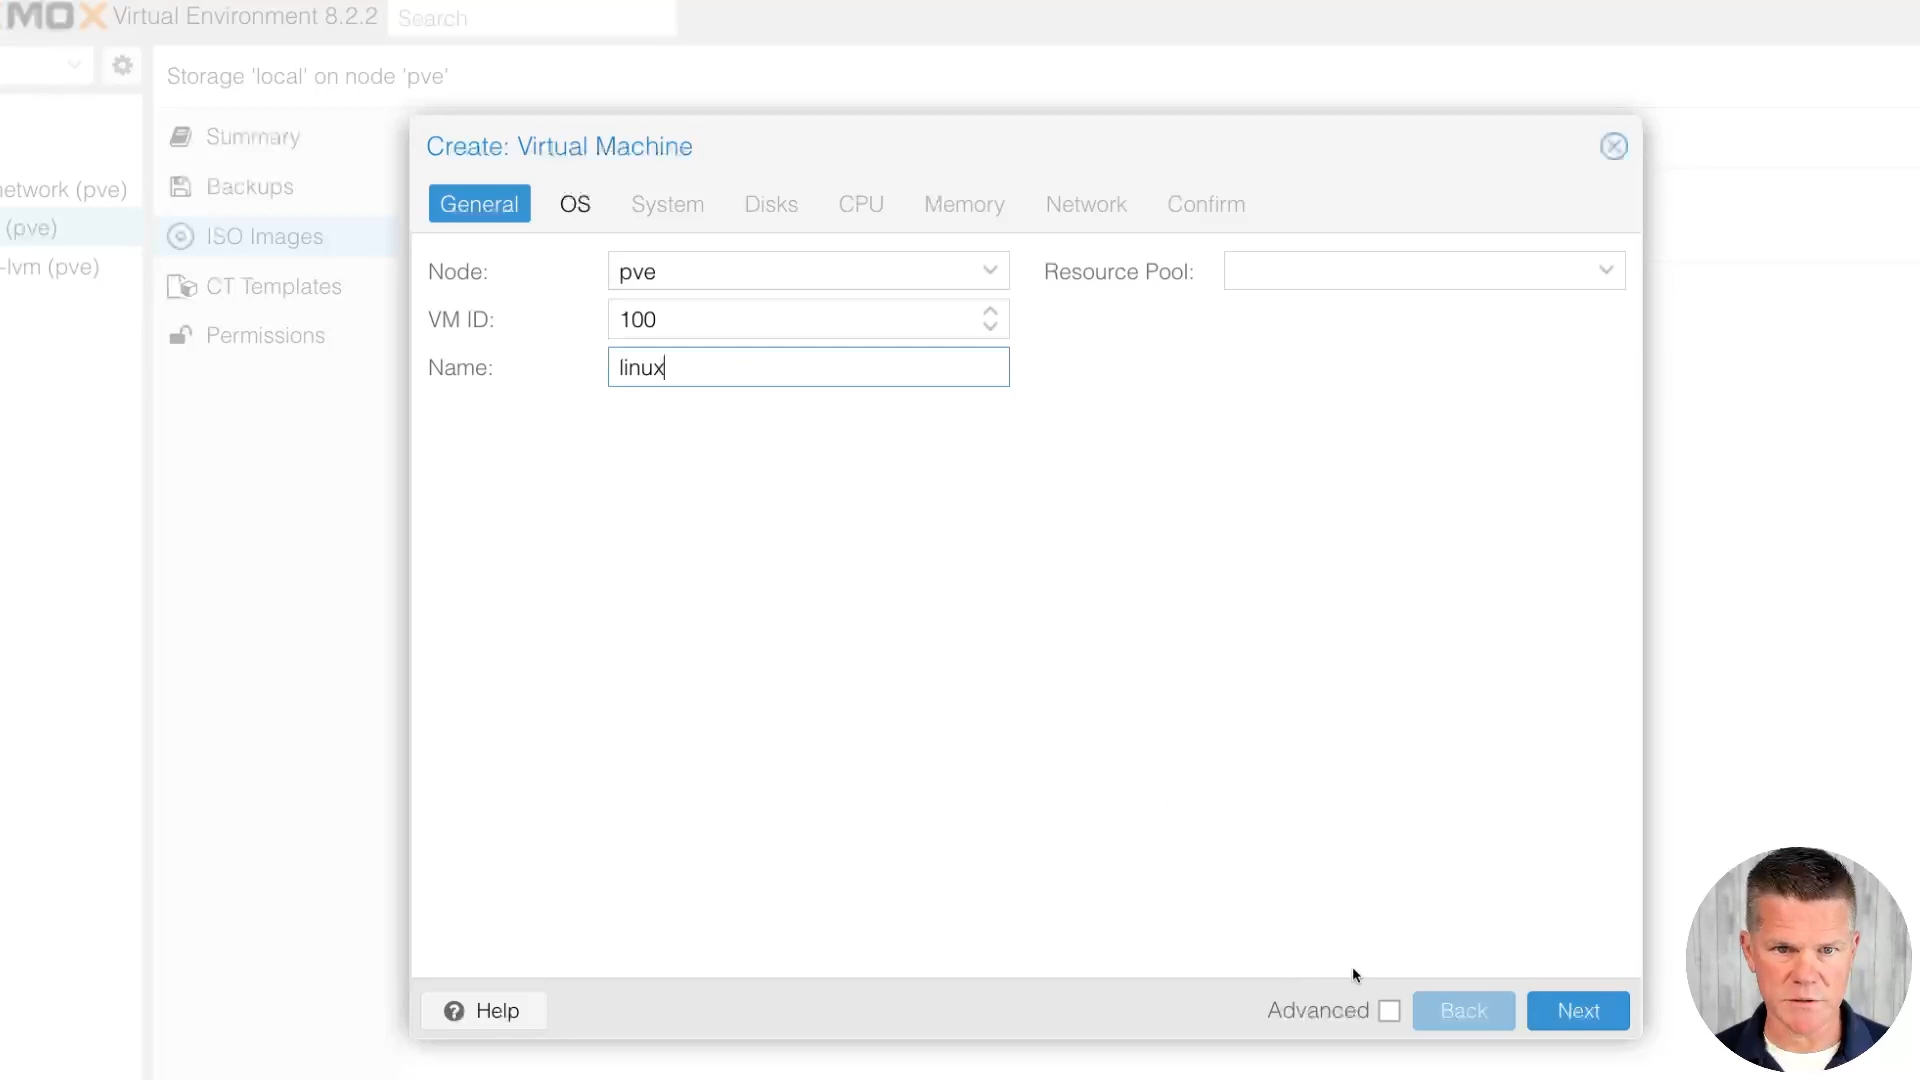 MOX Virtual Environment 8.2.2
Search
Storage 'local' on node 'pve'
Summary
Backups
ISO Images
CT Templates
Permissions
network (pve)
(pve)
-lvm (pve)
Create: Virtual Machine
General OS System Disks CPU Memory Network Confirm
Node: pve Resource Pool:
VM ID: 100
Name: linux
Help Advanced Back Next